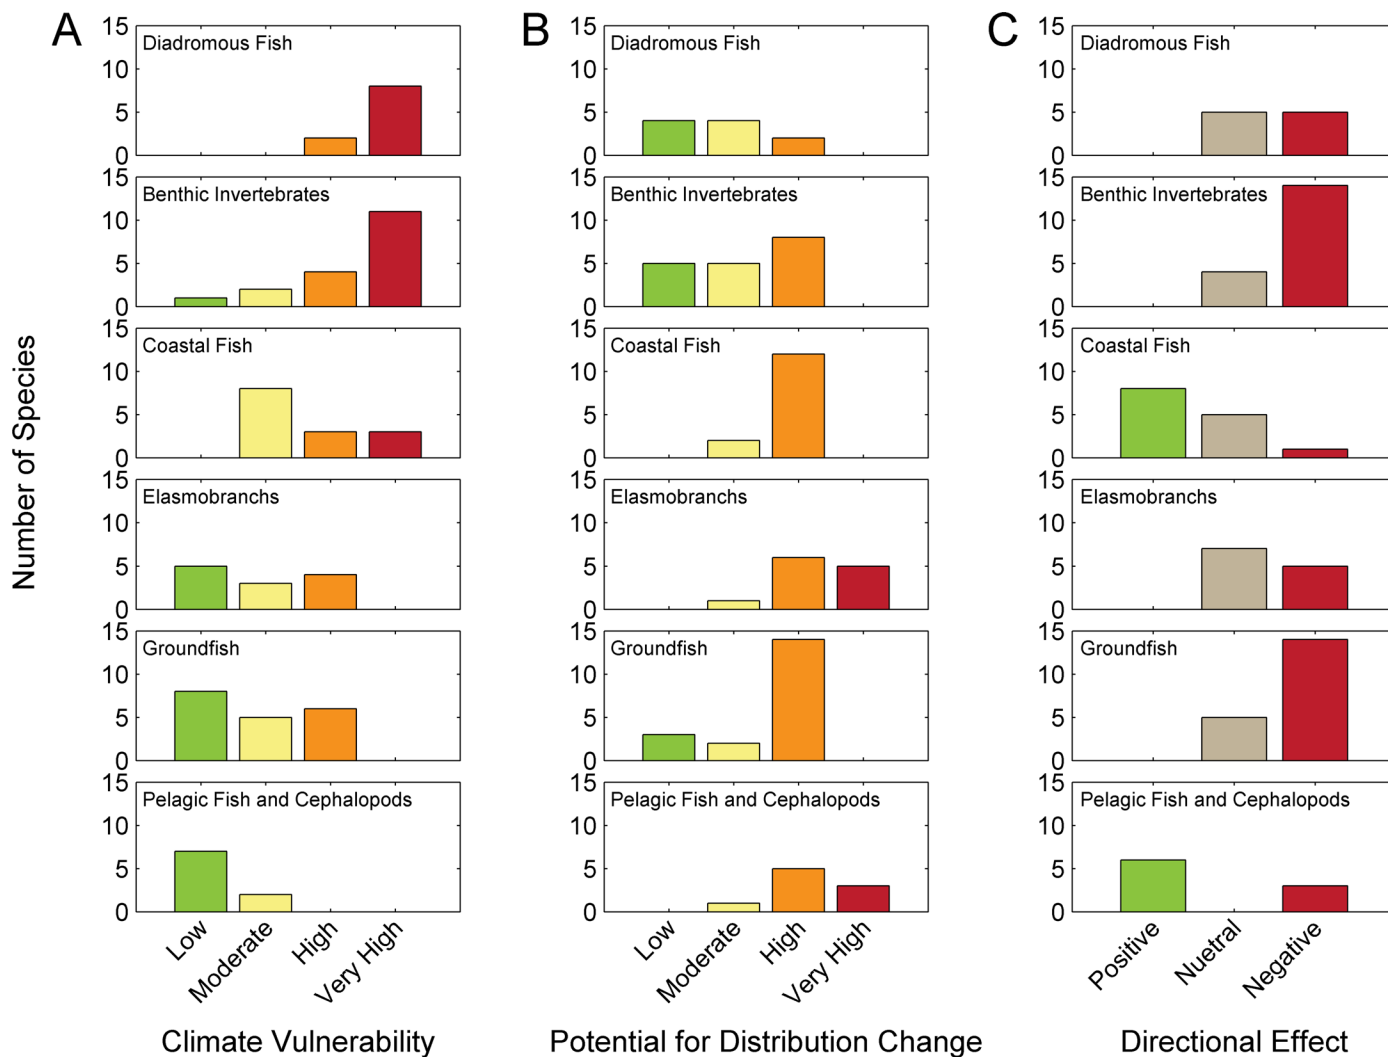 A
B
C
Number of Species
15
10
5
0
Diadromous Fish
15
10
5
0
Diadromous Fish
15
10
5
0
Diadromous Fish
15
10
5
0
Benthic Invertebrates
15
10
5
0
Benthic Invertebrates
15
10
5
0
Benthic Invertebrates
15
10
5
0
Coastal Fish
15
10
5
0
Coastal Fish
15
10
5
0
Coastal Fish
15
10
5
0
Elasmobranchs
15
10
5
0
Elasmobranchs
15
10
5
0
Elasmobranchs
15
10
5
0
Groundfish
15
10
5
0
Groundfish
15
10
5
0
Groundfish
15
10
5
0
Pelagic Fish and Cephalopods
15
10
5
0
Pelagic Fish and Cephalopods
15
10
5
0
Pelagic Fish and Cephalopods
Low
Moderate
High
Very High
Low
Moderate
High
Very High
Positive
Nuetral
Negative
Climate Vulnerability
Potential for Distribution Change
Directional Effect